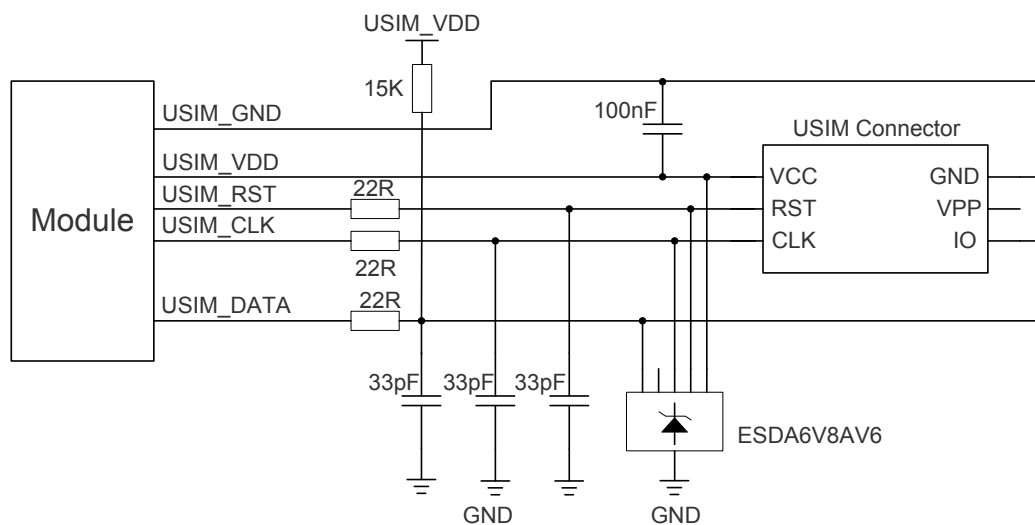 USIM_VDD
15K
USIM_GND
100nF
USIM Connector
USIM_VDD
VCC
GND
USIM_RST
22R
RST
VPP
Module
USIM_CLK
CLK
IO
22R
USIM_DATA
22R
33pF
33pF
33pF
ESDA6V8AV6
GND
GND